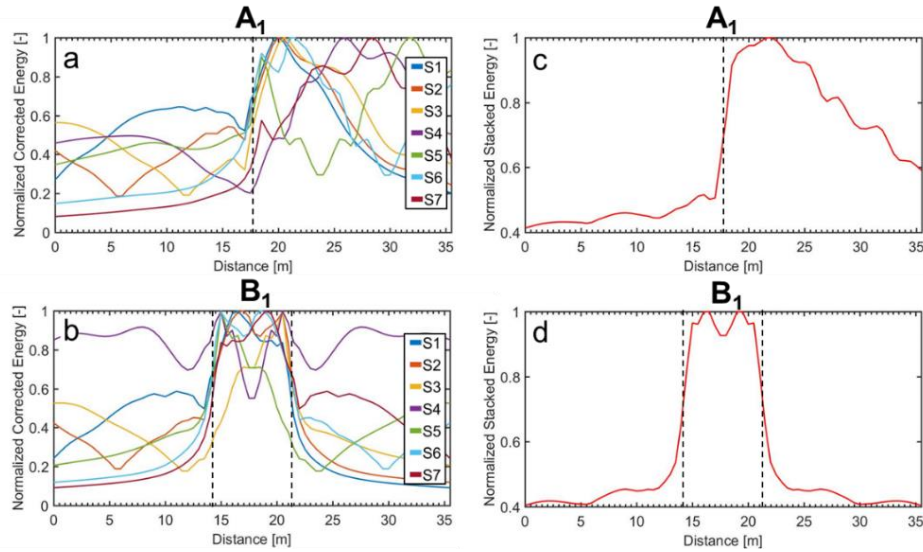 A1
a
Normalized Corrected Energy [-]
1
0.8
0.6
0.4
0.2
0
0 5 10 15 20 25 30 35
Distance [m]
S1
S2
S3
S4
S5
S6
S7
A1
c
Normalized Stacked Energy [-]
1
0.8
0.6
0.4
0 5 10 15 20 25 30 35
Distance [m]
B1
b
Normalized Corrected Energy [-]
1
0.8
0.6
0.4
0.2
0
0 5 10 15 20 25 30 35
Distance [m]
S1
S2
S3
S4
S5
S6
S7
B1
d
Normalized Stacked Energy [-]
1
0.8
0.6
0.4
0 5 10 15 20 25 30 35
Distance [m]